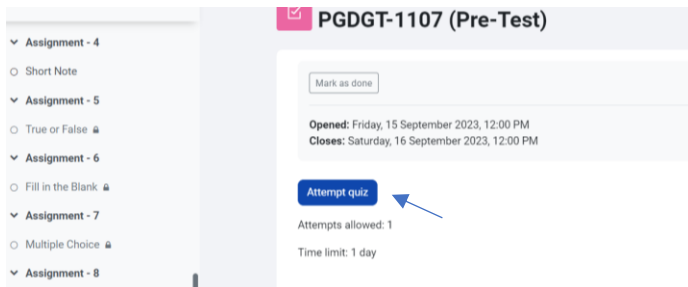 Assignment - 4
Short Note
Assignment - 5
True or False
Assignment - 6
Fill in the Blank
Assignment - 7
Multiple Choice
Assignment - 8
PGDGT-1107 (Pre-Test)
Mark as done
Opened: Friday, 15 September 2023, 12:00 PM
Closes: Saturday, 16 September 2023, 12:00 PM
Attempt quiz
Attempts allowed: 1
Time limit: 1 day